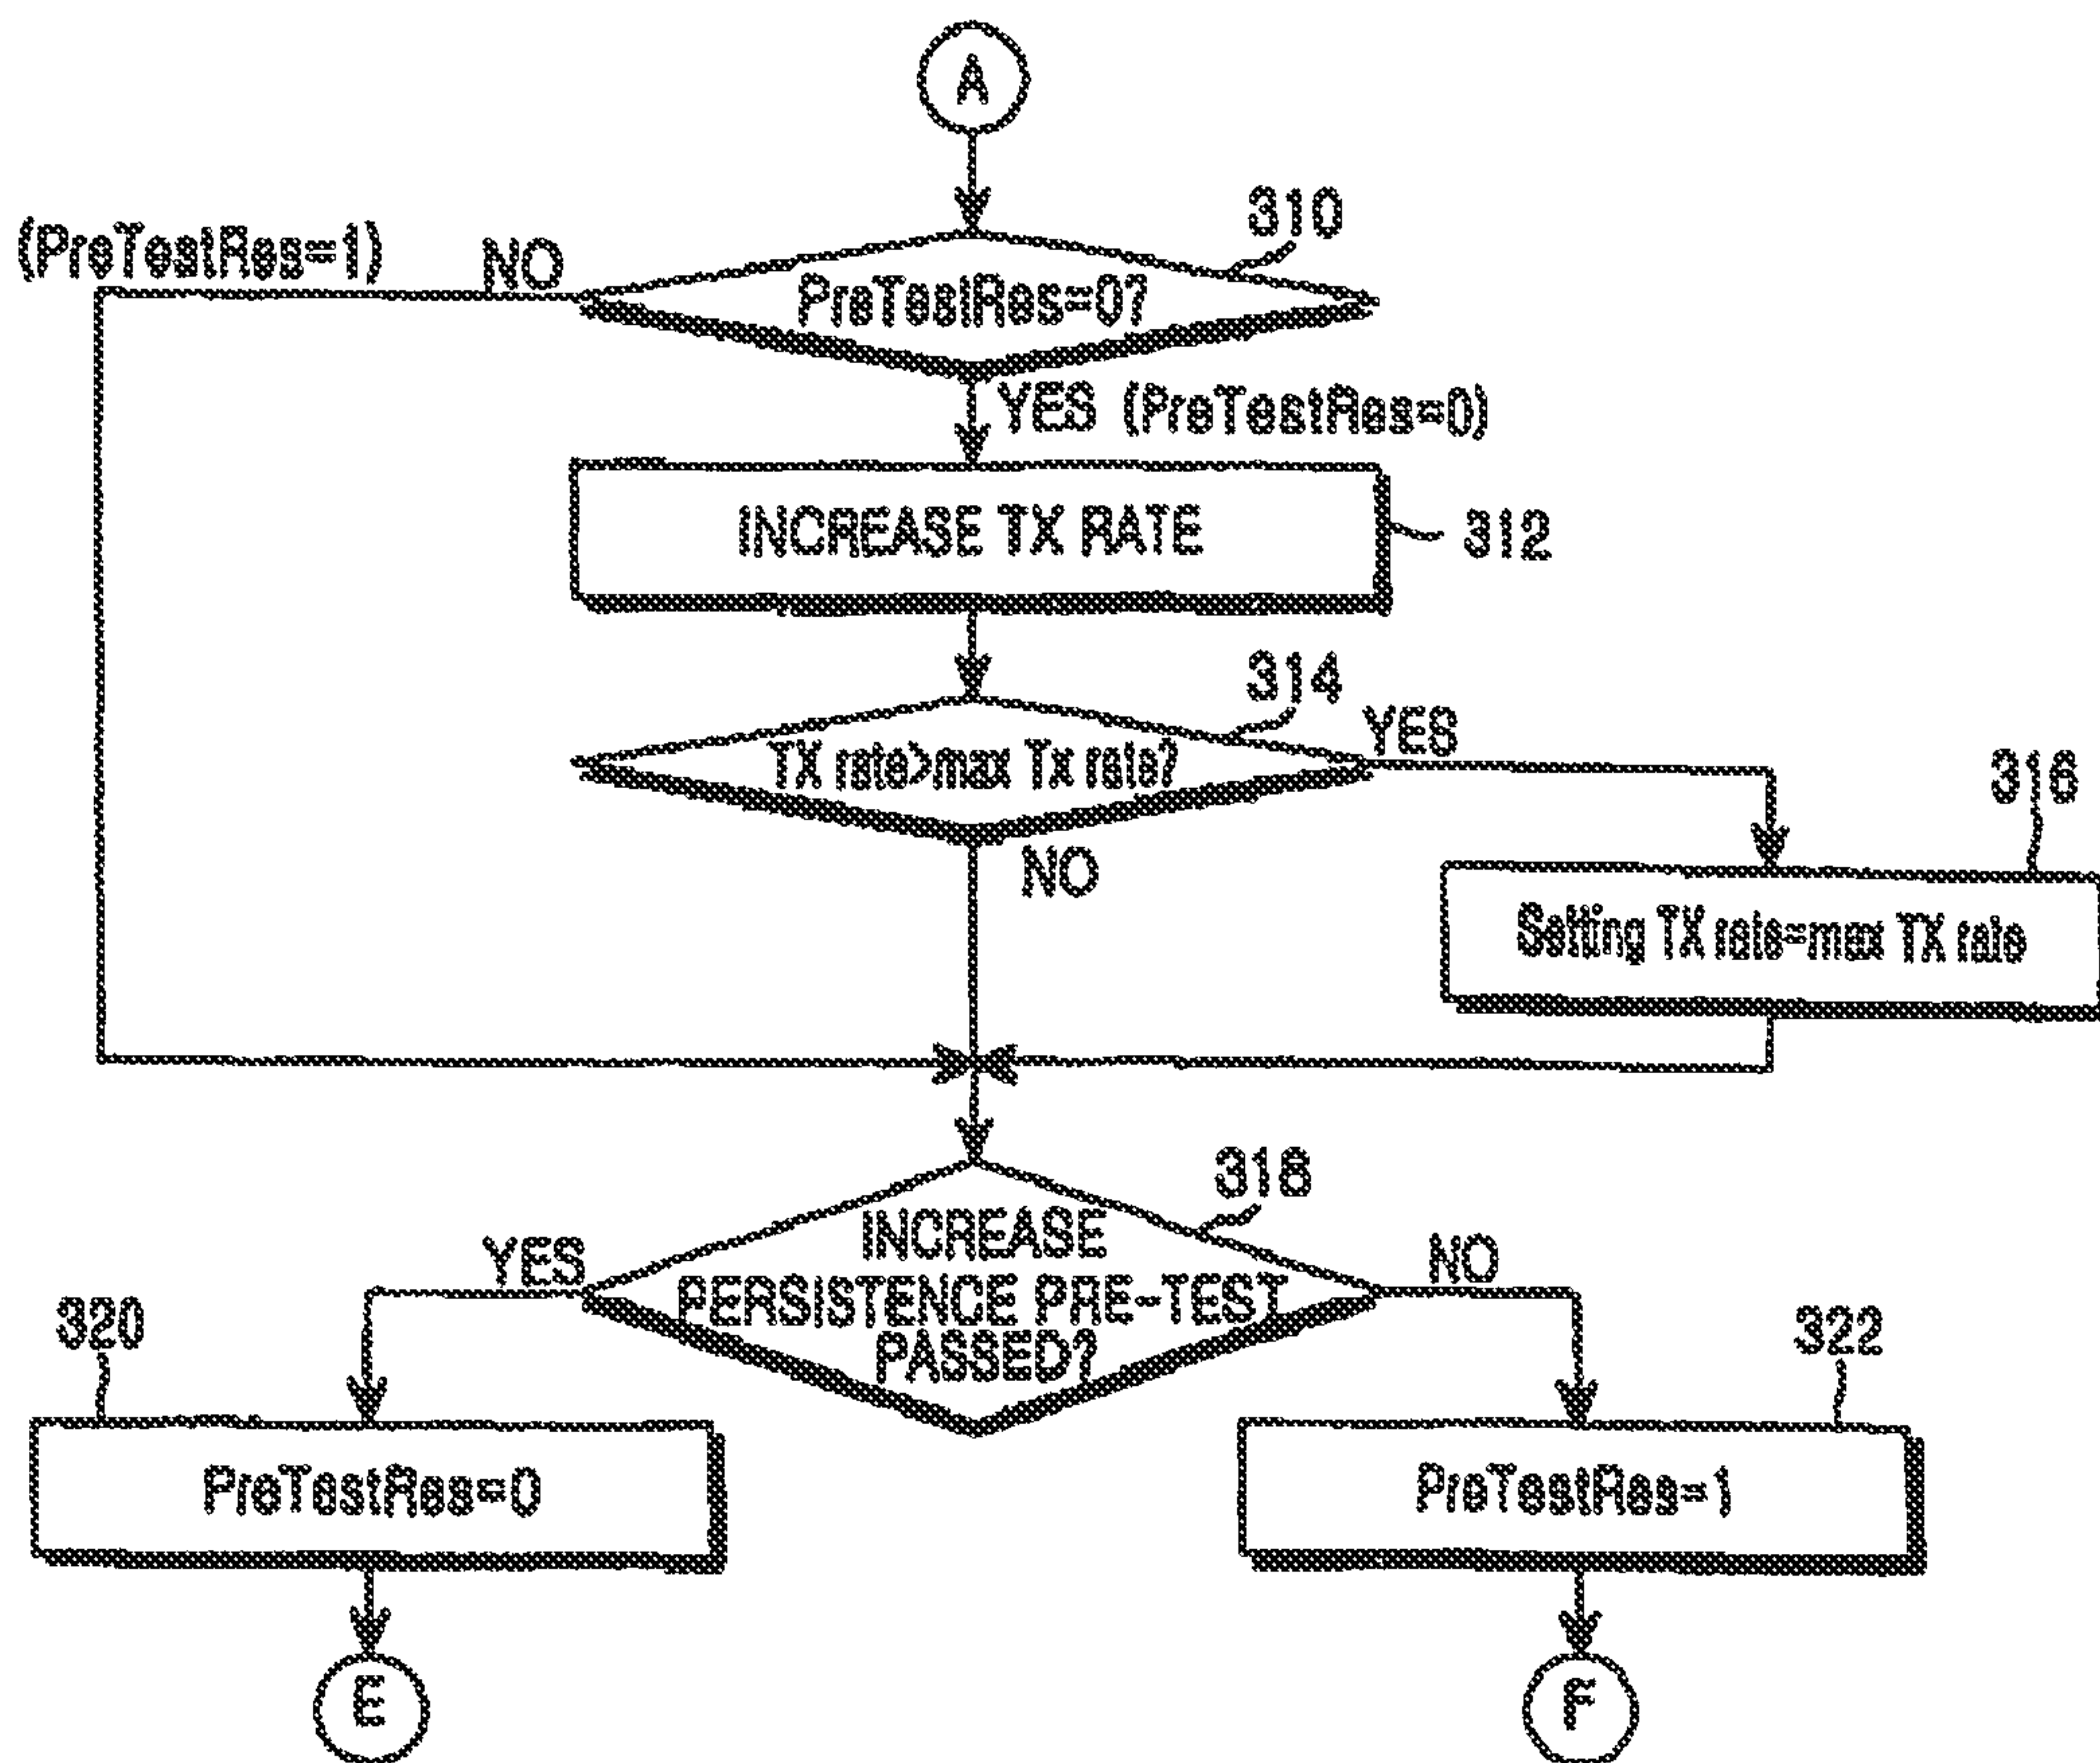 A
310
(PreTestRes=1) NO
PreTestRes=0?
YES (PreTestRes=0)
INCREASE TX RATE
312
314
TX rate>max Tx rate?
YES
316
NO
Setting TX rate=max TX rate
318
INCREASE
PERSISTENCE PRE-TEST
PASSED?
YES
NO
320
322
PreTestRes=0
PreTestRes=1
E
F